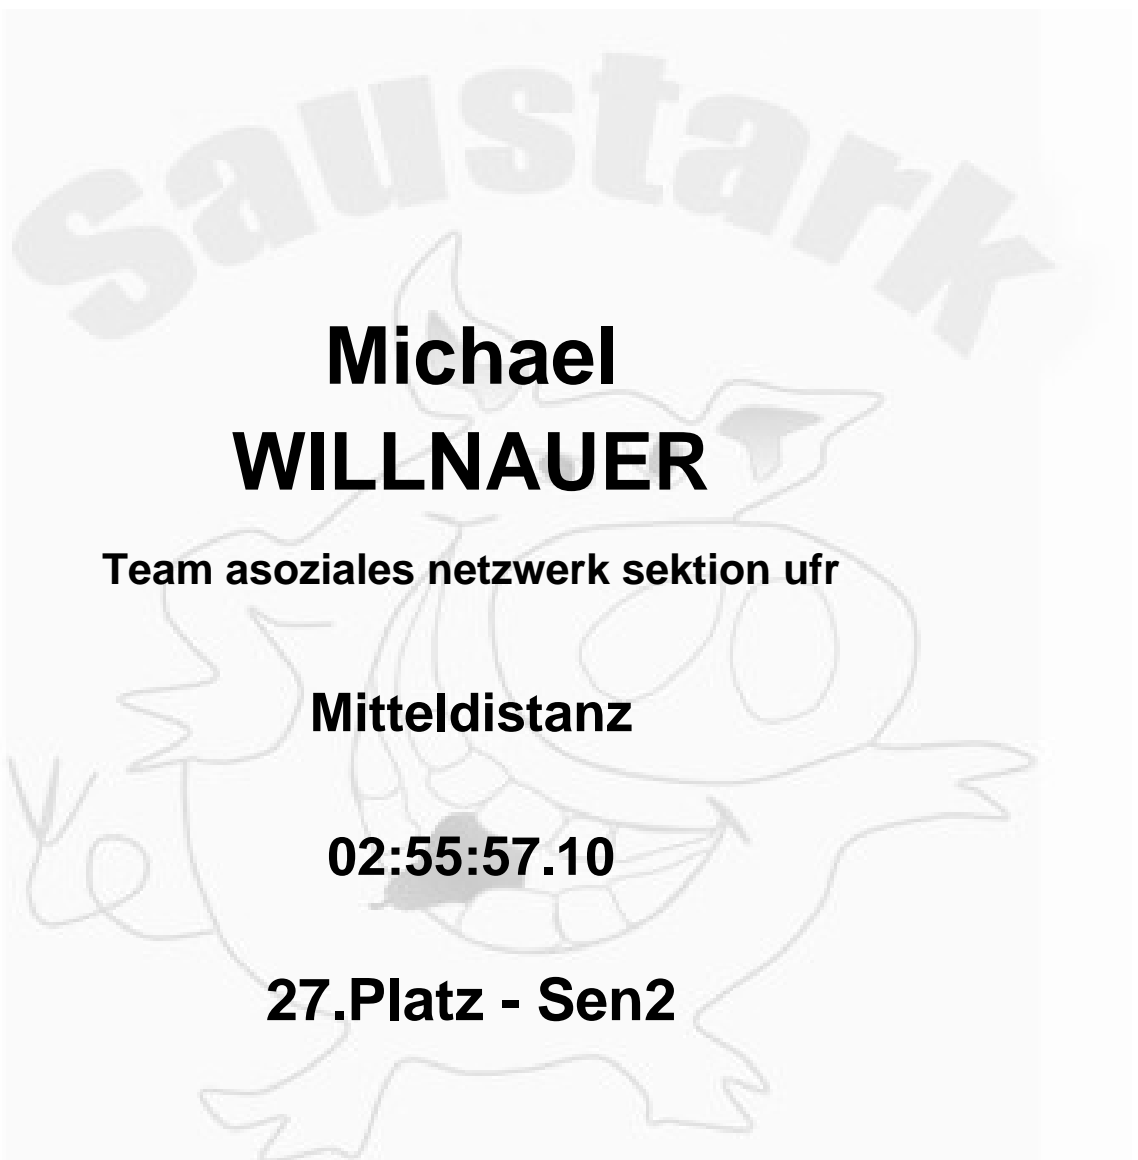 Saustark
Michael
WILLNAUER
Team asoziales netzwerk sektion ufr
Mitteldistanz
02:55:57.10
27.Platz - Sen2